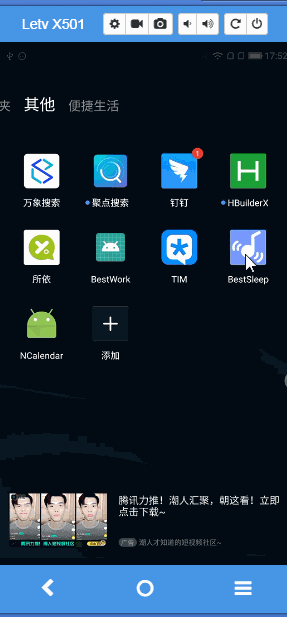 Letv X501
17:52
夹 其他 便捷生活
万象搜索 聚点搜索 钉钉 HBuilderX
1
所依 BestWork TIM BestSleep
NCalendar 添加
腾讯力推！潮人汇聚，朝这看！立即
点击下载~
广告 潮人才知道的短视频社区~